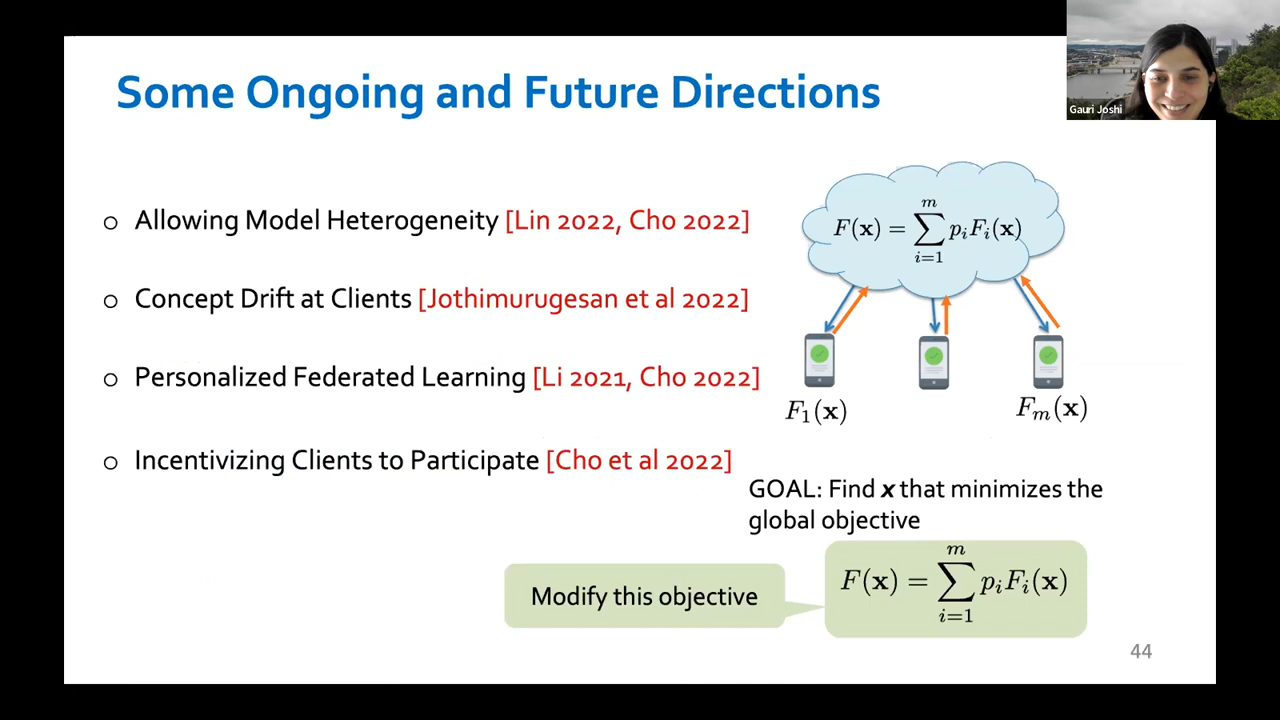 Some Ongoing and Future Directions
Gauri Joshi
o Allowing Model Heterogeneity [Lin 2022, Cho 2022]
o Concept Drift at Clients [Jothimurugesan et al 2022]
o Personalized Federated Learning [Li 2021, Cho 2022]
o Incentivizing Clients to Participate [Cho et al 2022]
F(x) = ∑_{i=1}^{m} p_i F_i(x)
F_1(x)
F_m(x)
GOAL: Find x that minimizes the
global objective
Modify this objective
F(x) = ∑_{i=1}^{m} p_i F_i(x)
44